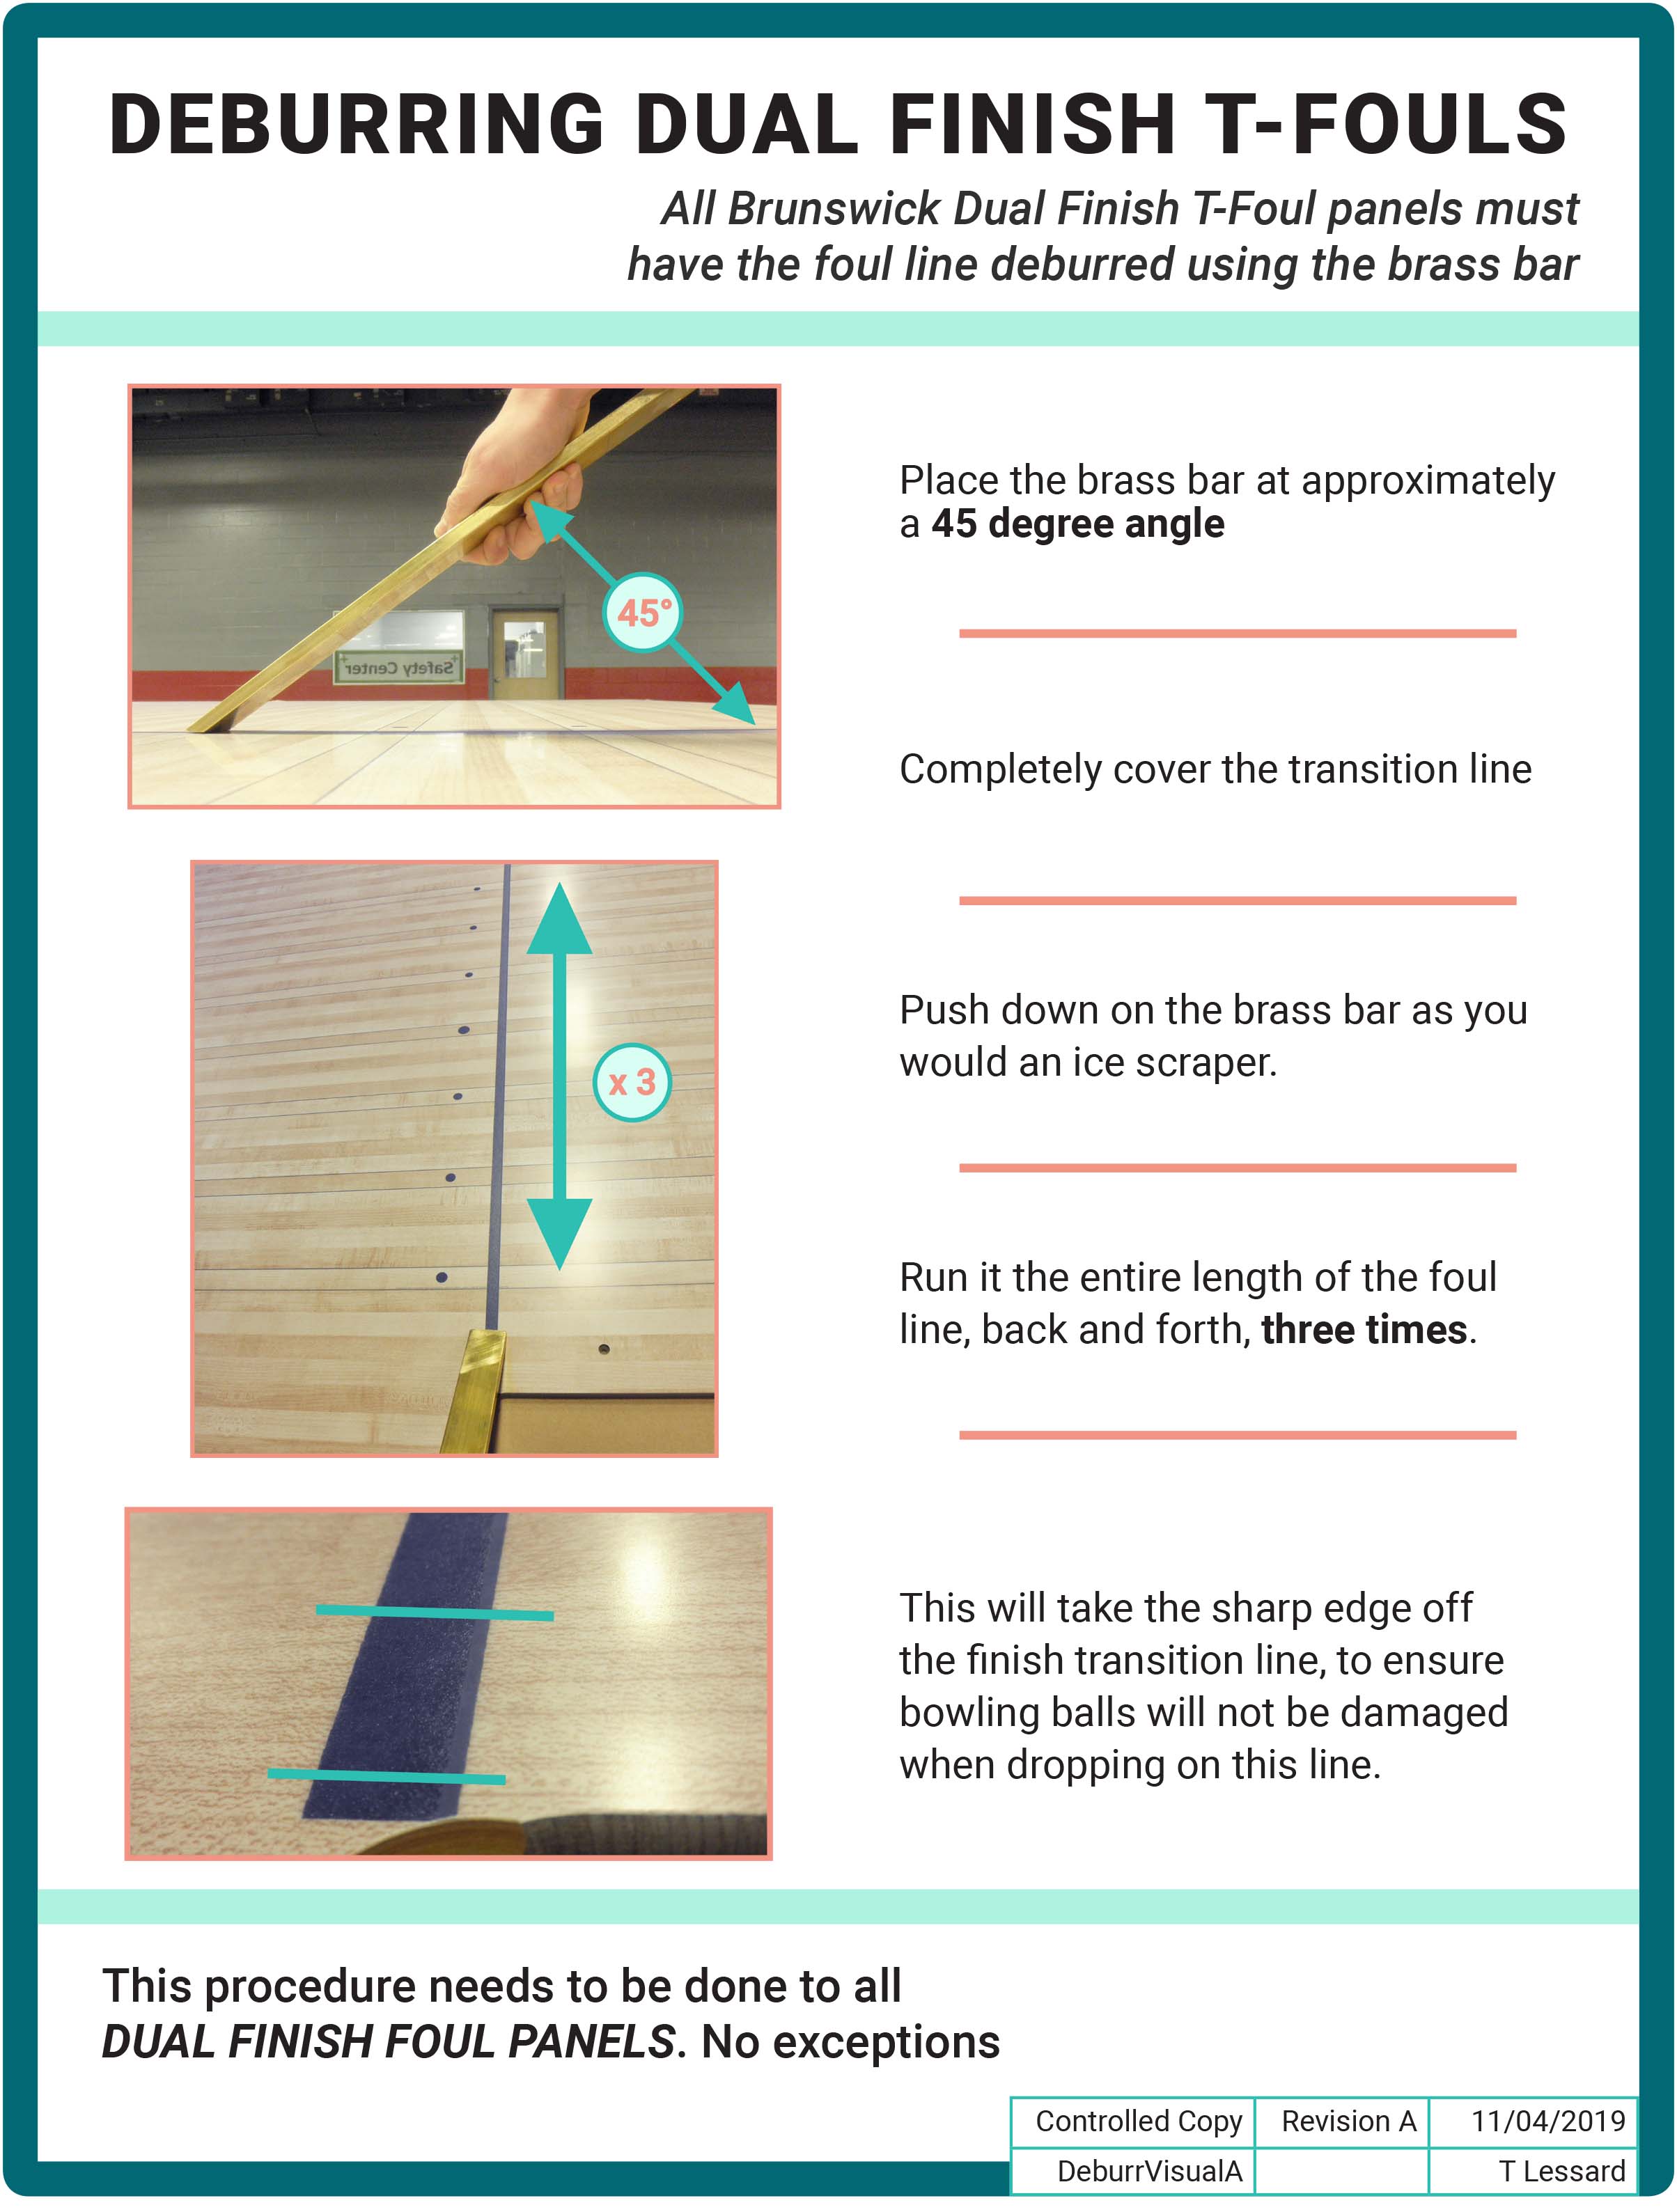 DEBURRING DUAL FINISH T-FOULS
All Brunswick Dual Finish T-Foul panels must
have the foul line deburred using the brass bar
45°
Safety Center
Place the brass bar at approximately
a 45 degree angle
Completely cover the transition line
x 3
Push down on the brass bar as you
would an ice scraper.
Run it the entire length of the foul
line, back and forth, three times.
This will take the sharp edge off
the finish transition line, to ensure
bowling balls will not be damaged
when dropping on this line.
This procedure needs to be done to all
DUAL FINISH FOUL PANELS. No exceptions
Controlled Copy Revision A 11/04/2019
DeburrVisualA T Lessard